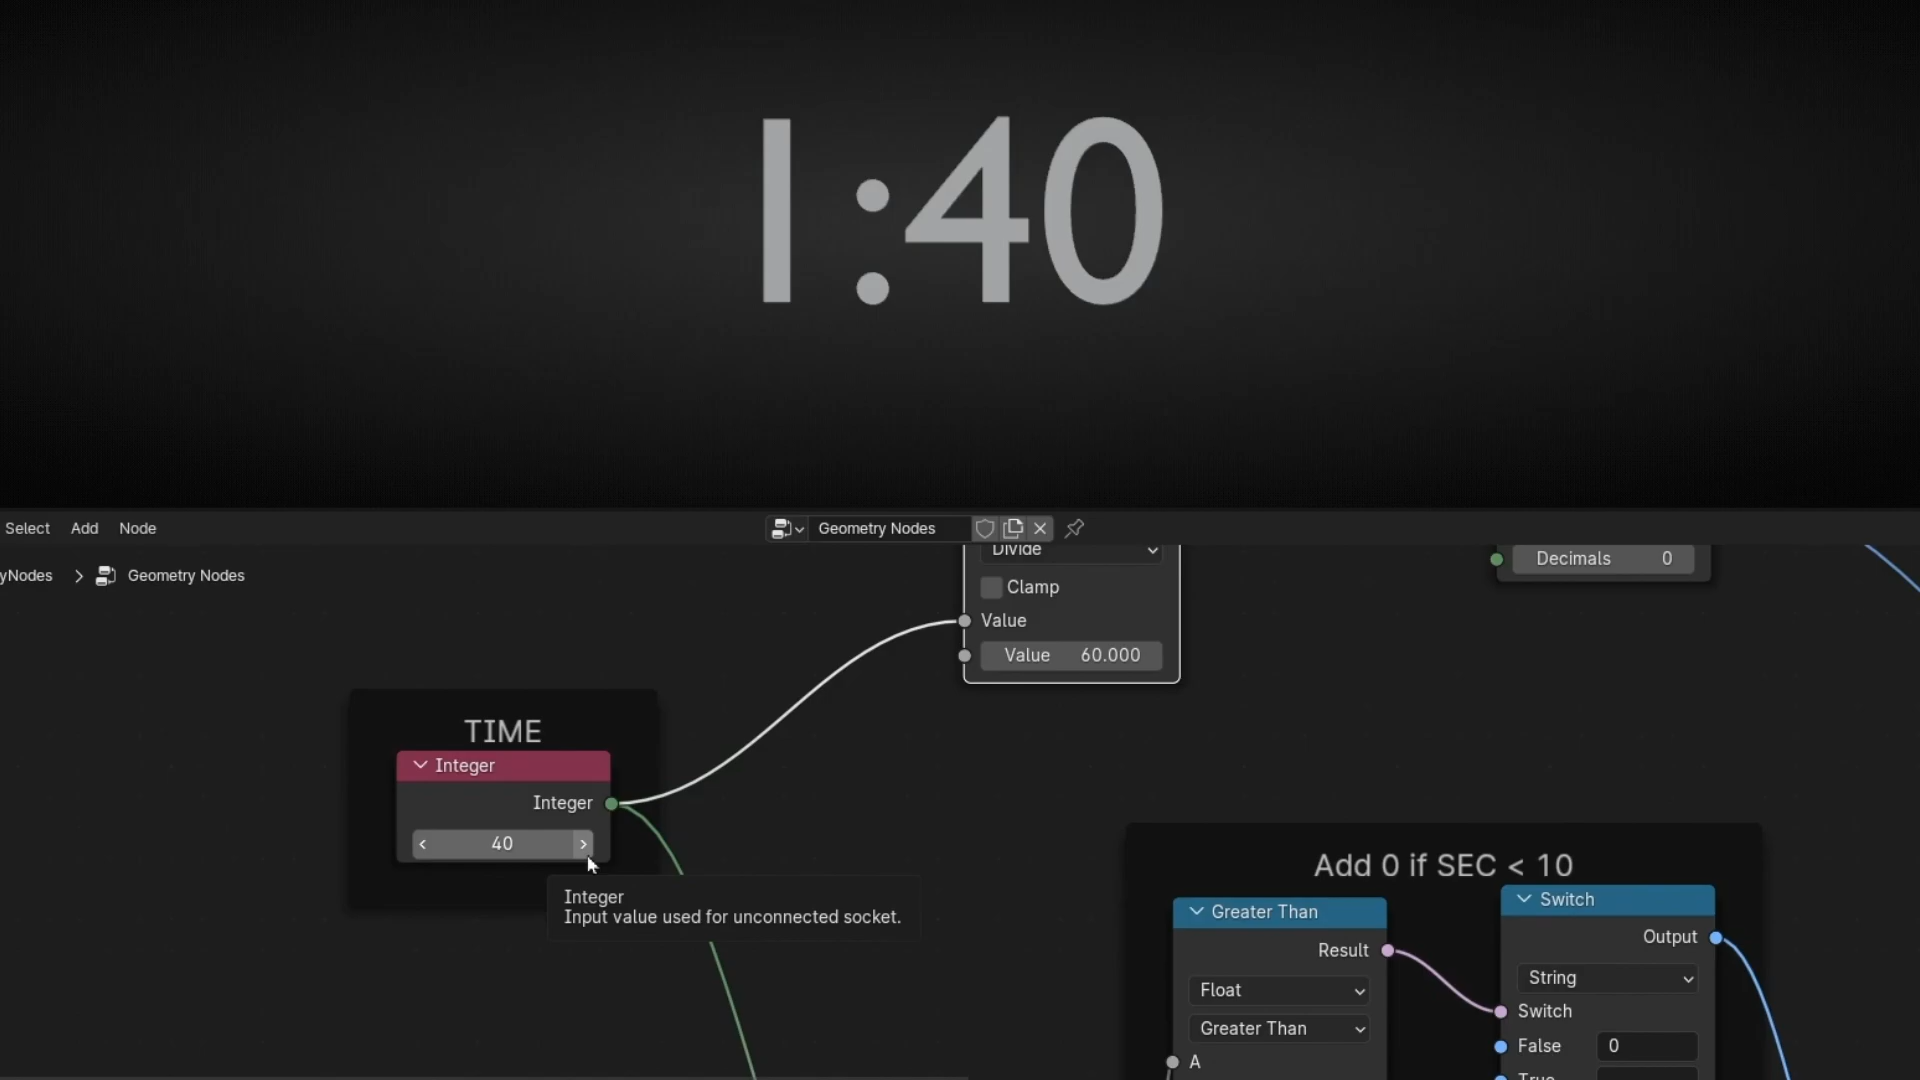 1:40
Select Add Node
Geometry Nodes
yNodes
Geometry Nodes
Divide
Clamp
Value
Value 60.000
Decimals 0
TIME
Integer
Integer
40
Integer
Input value used for unconnected socket.
Add 0 if SEC < 10
Greater Than
Result
Float
Greater Than
A
Switch
Output
String
Switch
False 0
True